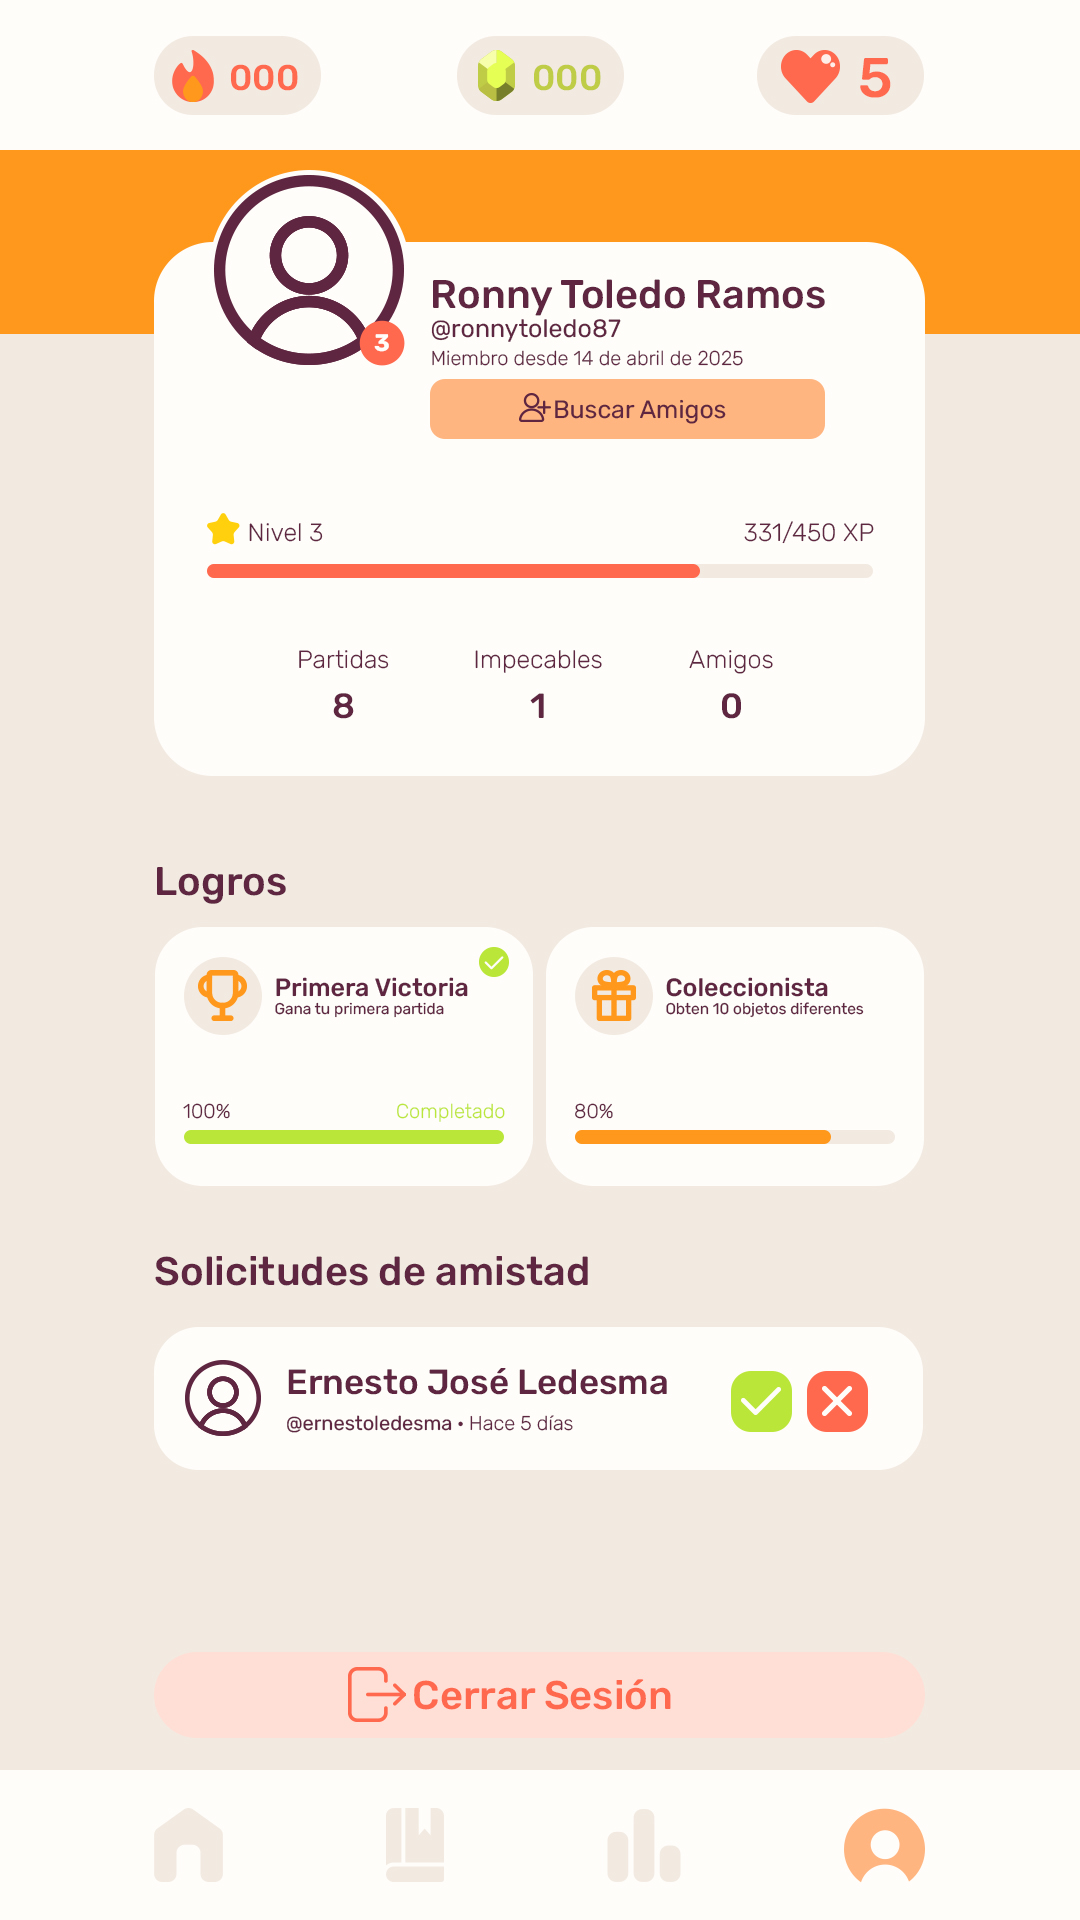 000
000
5
Ronny Toledo Ramos
@ronnytoledo87
Miembro desde 14 de abril de 2025
3
Buscar Amigos
Nivel 3
331/450 XP
Partidas
Impecables
Amigos
8
1
0
Logros
Primera Victoria
Gana tu primera partida
100%
Completado
Coleccionista
Obten 10 objetos diferentes
80%
Solicitudes de amistad
Ernesto José Ledesma
@ernestoledesma • Hace 5 días
Cerrar Sesión